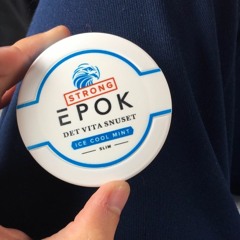 STRONG
EPOK
DET VITA SNUSET
ICE COOL MINT
SLIM